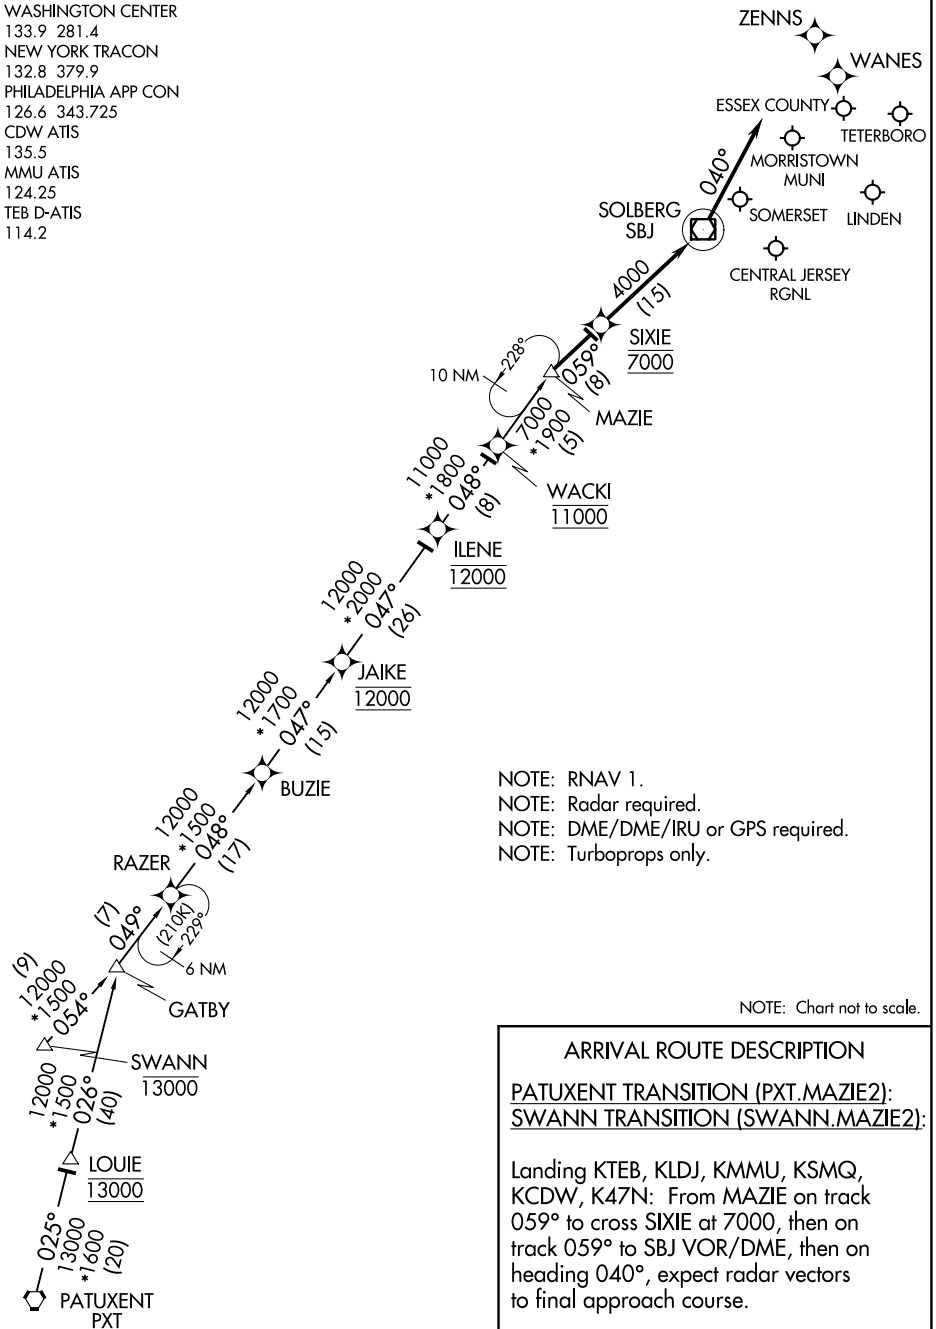 WASHINGTON CENTER
133.9 281.4
NEW YORK TRACON
132.8 379.9
PHILADELPHIA APP CON
126.6 343.725
CDW ATIS
135.5
MMU ATIS
124.25
TEB D-ATIS
114.2
ZENNS
WANES
ESSEX COUNTY
TETERBORO
MORRISTOWN
MUNI
040°
SOLBERG
SBJ
SOMERSET
LINDEN
CENTRAL JERSEY
RGNL
4000
(15)
SIXIE
7000
228°
10 NM
059°
(8)
MAZIE
7000
*1900
(5)
WACKI
11000
11000
*1800
048°
(8)
ILENE
12000
12000
*2000
047°
(26)
JAIKE
12000
12000
*1700
047°
(15)
BUZIE
12000
*1500
048°
(17)
RAZER
(210K)
229°
6 NM
(7)
049°
GATBY
(9)
12000
*1500
054°
SWANN
13000
12000
*1500
026°
(40)
LOUIE
13000
025°
13000
*1600
(20)
PATUXENT
PXT
NOTE: RNAV 1.
NOTE: Radar required.
NOTE: DME/DME/IRU or GPS required.
NOTE: Turboprops only.
NOTE: Chart not to scale.
ARRIVAL ROUTE DESCRIPTION
PATUXENT TRANSITION (PXT.MAZIE2):
SWANN TRANSITION (SWANN.MAZIE2):
Landing KTEB, KLDJ, KMMU, KSMQ,
KCDW, K47N: From MAZIE on track
059° to cross SIXIE at 7000, then on
track 059° to SBJ VOR/DME, then on
heading 040°, expect radar vectors
to final approach course.